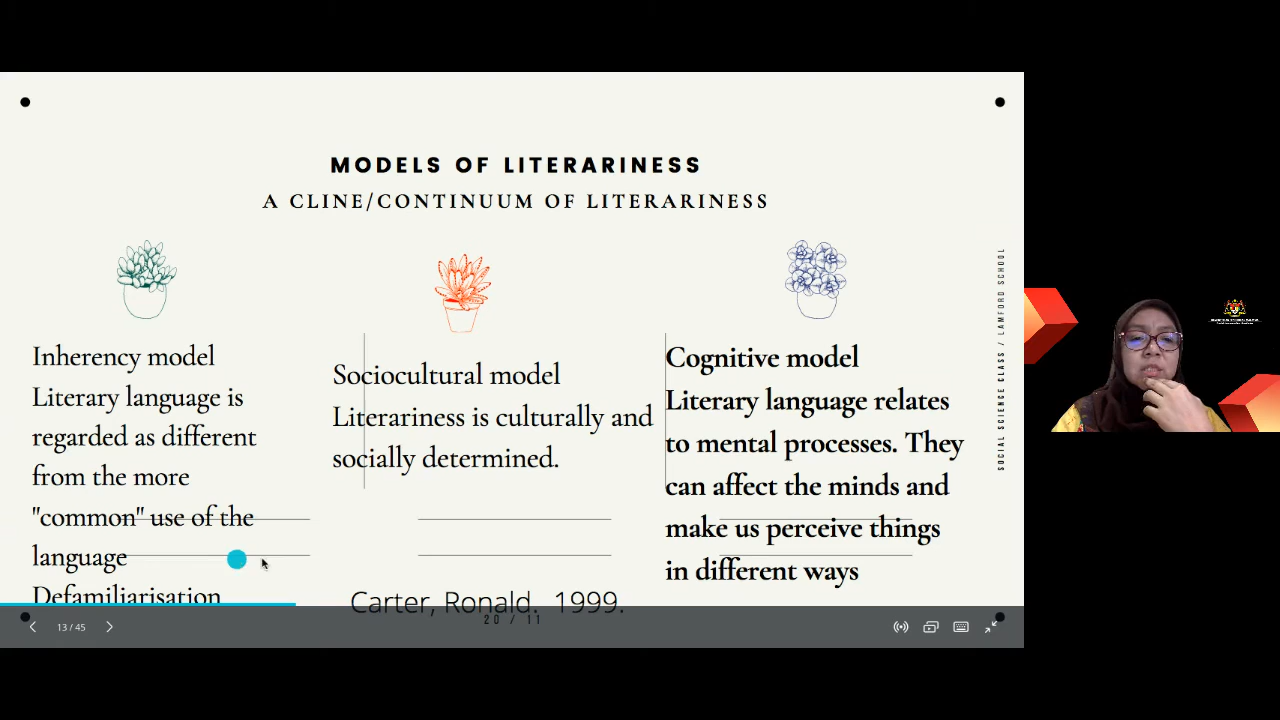 MODELS OF LITERARINESS
A CLINE/CONTINUUM OF LITERARINESS
Inherency model
Literary language is
regarded as different
from the more
"common" use of the
language
Defamiliarisation
Sociocultural model
Literariness is culturally and
socially determined.
Cognitive model
Literary language relates
to mental processes. They
can affect the minds and
make us perceive things
in different ways
Carter, Ronald. 1999.
20 / 11
SOCIAL SCIENCE CLASS / LAMFORD SCHOOL
13 / 45